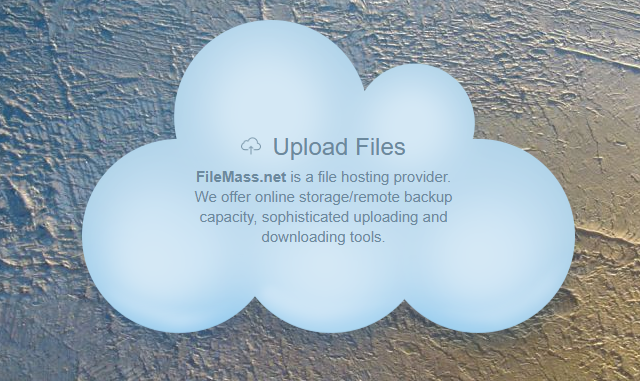 Upload Files
FileMass.net is a file hosting provider.
We offer online storage/remote backup
capacity, sophisticated uploading and
downloading tools.